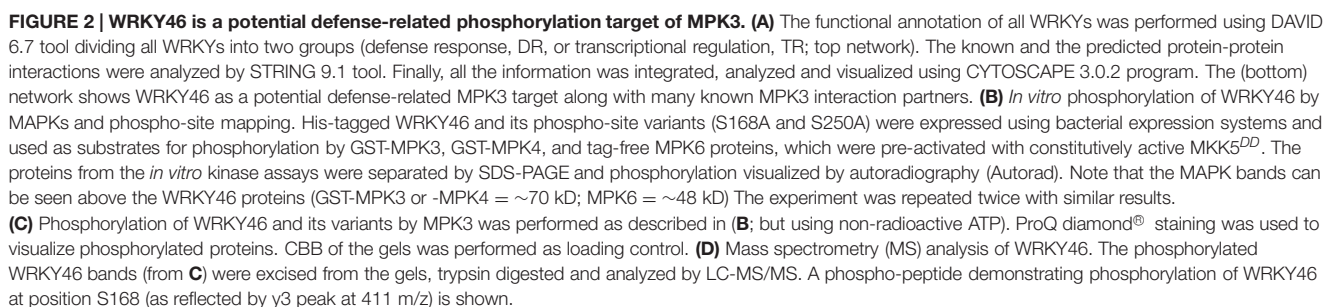 FIGURE 2 | WRKY46 is a potential defense-related phosphorylation target of MPK3. (A) The functional annotation of all WRKYs was performed using DAVID
6.7 tool dividing all WRKYs into two groups (defense response, DR, or transcriptional regulation, TR; top network). The known and the predicted protein-protein
interactions were analyzed by STRING 9.1 tool. Finally, all the information was integrated, analyzed and visualized using CYTOSCAPE 3.0.2 program. The (bottom)
network shows WRKY46 as a potential defense-related MPK3 target along with many known MPK3 interaction partners. (B) In vitro phosphorylation of WRKY46 by
MAPKs and phospho-site mapping. His-tagged WRKY46 and its phospho-site variants (S168A and S250A) were expressed using bacterial expression systems and
used as substrates for phosphorylation by GST-MPK3, GST-MPK4, and tag-free MPK6 proteins, which were pre-activated with constitutively active MKK5DD. The
proteins from the in vitro kinase assays were separated by SDS-PAGE and phosphorylation visualized by autoradiography (Autorad). Note that the MAPK bands can
be seen above the WRKY46 proteins (GST-MPK3 or -MPK4 = ~70 kD; MPK6 = ~48 kD) The experiment was repeated twice with similar results.
(C) Phosphorylation of WRKY46 and its variants by MPK3 was performed as described in (B; but using non-radioactive ATP). ProQ diamond® staining was used to
visualize phosphorylated proteins. CBB of the gels was performed as loading control. (D) Mass spectrometry (MS) analysis of WRKY46. The phosphorylated
WRKY46 bands (from C) were excised from the gels, trypsin digested and analyzed by LC-MS/MS. A phospho-peptide demonstrating phosphorylation of WRKY46
at position S168 (as reflected by y3 peak at 411 m/z) is shown.